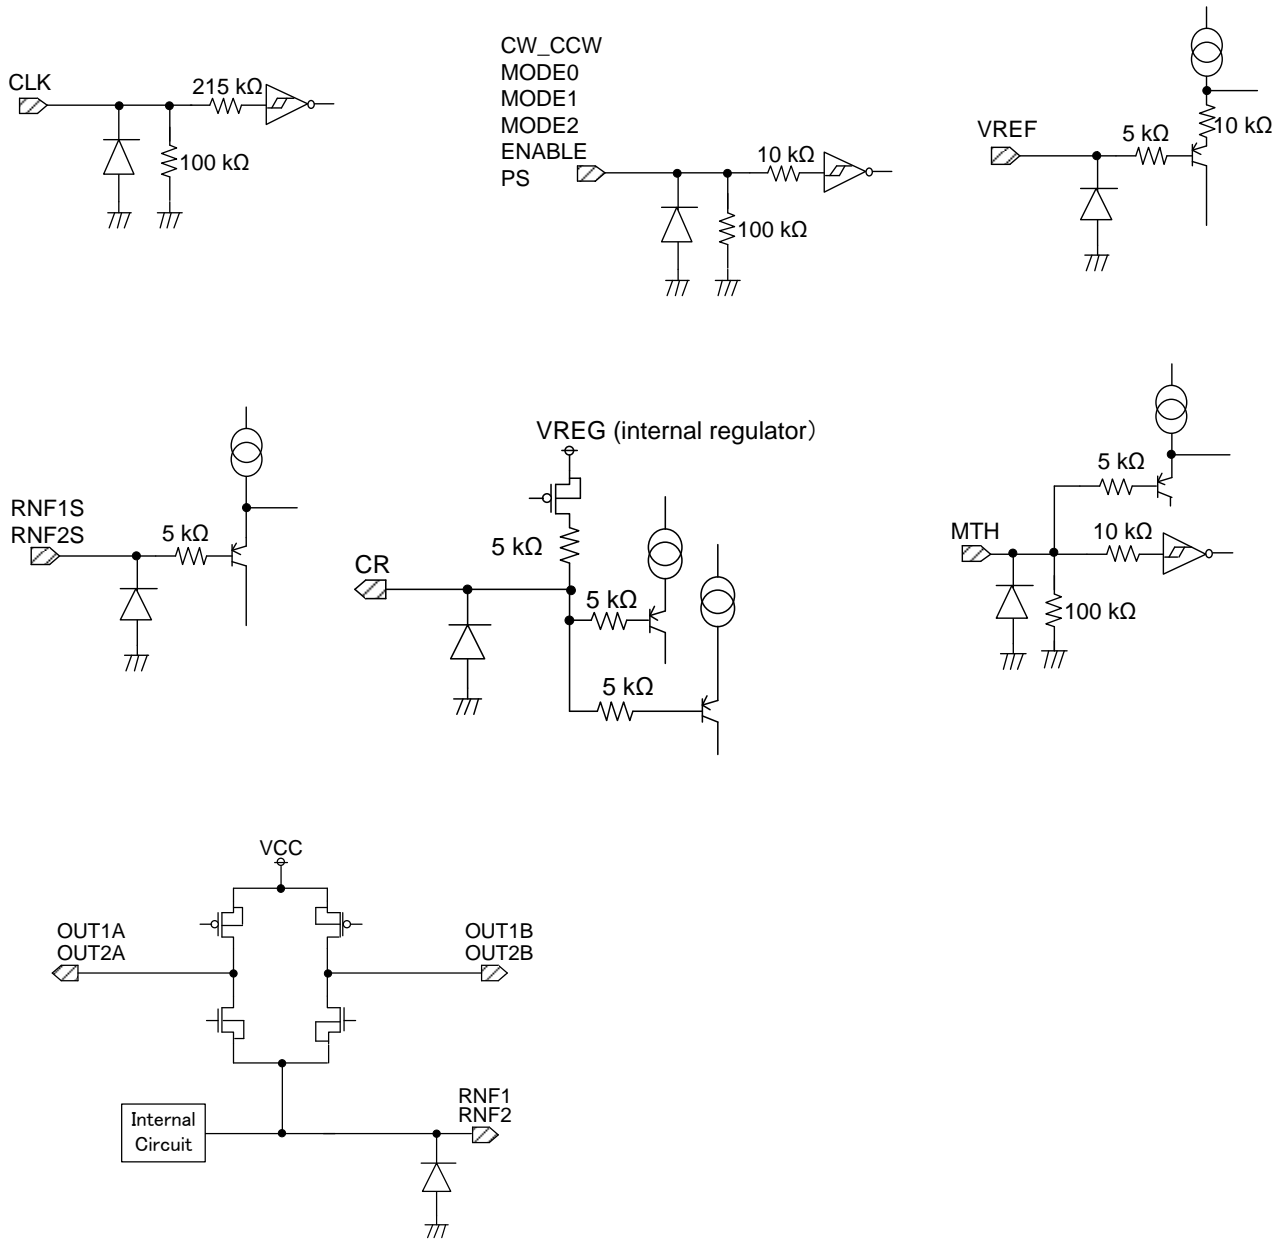 CLK
215 kΩ
100 kΩ
CW_CCW
MODE0
MODE1
MODE2
ENABLE
PS
10 kΩ
100 kΩ
VREF
5 kΩ
10 kΩ
RNF1S
RNF2S
5 kΩ
VREG (internal regulator）
5 kΩ
CR
5 kΩ
5 kΩ
MTH
5 kΩ
10 kΩ
100 kΩ
VCC
OUT1A
OUT2A
OUT1B
OUT2B
Internal
Circuit
RNF1
RNF2